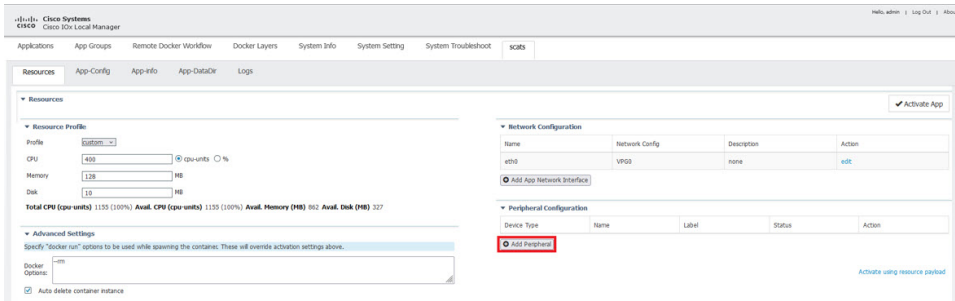 Hello, admin | Log Out | Abou
Cisco Systems
CISCO Cisco IOx Local Manager
Applications App Groups Remote Docker Workflow Docker Layers System Info System Setting System Troubleshoot scats
Resources App-Config App-info App-DataDir Logs
▾ Resources
✔ Activate App
▾ Resource Profile
Profile custom
CPU 400 cpu-units %
Memory 128 MB
Disk 10 MB
Total CPU (cpu-units) 1155 (100%) Avail. CPU (cpu-units) 1155 (100%) Avail. Memory (MB) 862 Avail. Disk (MB) 327
▾ Advanced Settings
Specify "docker run" options to be used while spawning the container. These will override activation settings above.
Docker Options: --rm
Auto delete container instance
▾ Network Configuration
Name Network Config Description Action
eth0 VPG0 none edit
Add App Network Interface
▾ Peripheral Configuration
Device Type Name Label Status Action
Add Peripheral
Activate using resource payload